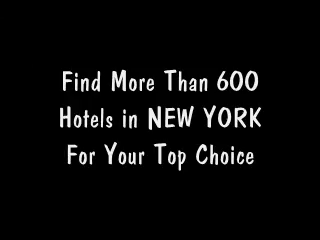 Find More Than 600
Hotels in NEW YORK
For Your Top Choice